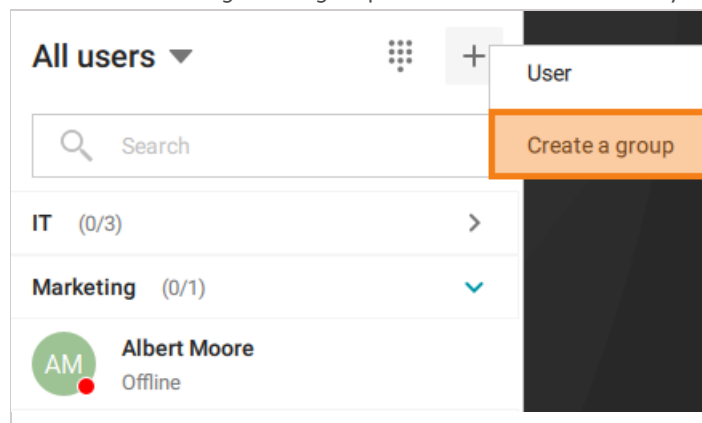 All users
User
Search
Create a group
IT (0/3)
Marketing (0/1)
AM
Albert Moore
Offline